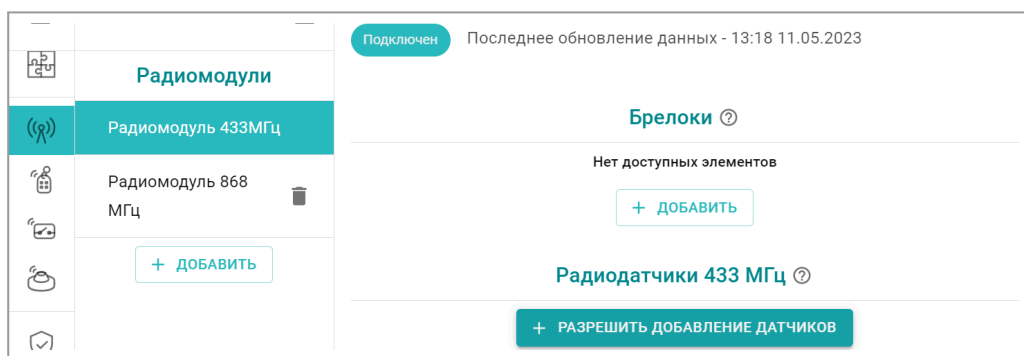 Подключен Последнее обновление данных - 13:18 11.05.2023
Радиомодули
Радиомодуль 433МГц
Радиомодуль 868
МГц
+ ДОБАВИТЬ
Брелоки ?
Нет доступных элементов
+ ДОБАВИТЬ
Радиодатчики 433 МГц ?
+ РАЗРЕШИТЬ ДОБАВЛЕНИЕ ДАТЧИКОВ